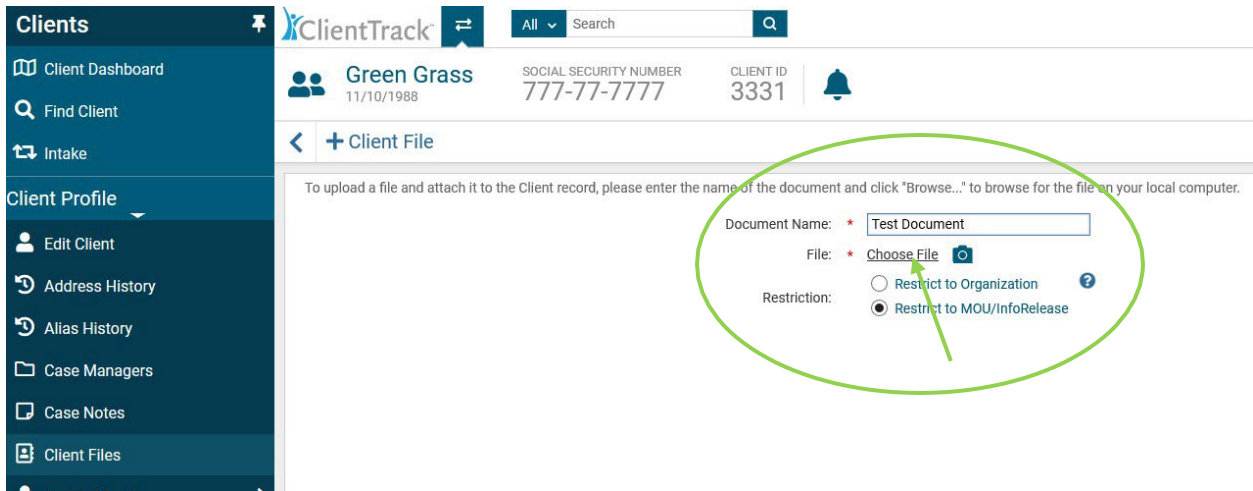 Clients
ClientTrack
All
Search
Client Dashboard
Find Client
Intake
Green Grass
11/10/1988
SOCIAL SECURITY NUMBER
777-77-7777
CLIENT ID
3331
+ Client File
Client Profile
Edit Client
Address History
Alias History
Case Managers
Case Notes
Client Files
To upload a file and attach it to the Client record, please enter the name of the document and click "Browse..." to browse for the file on your local computer.
Document Name: * Test Document
File: * Choose File
Restriction:
Restrict to Organization ?
Restrict to MOU/InfoRelease